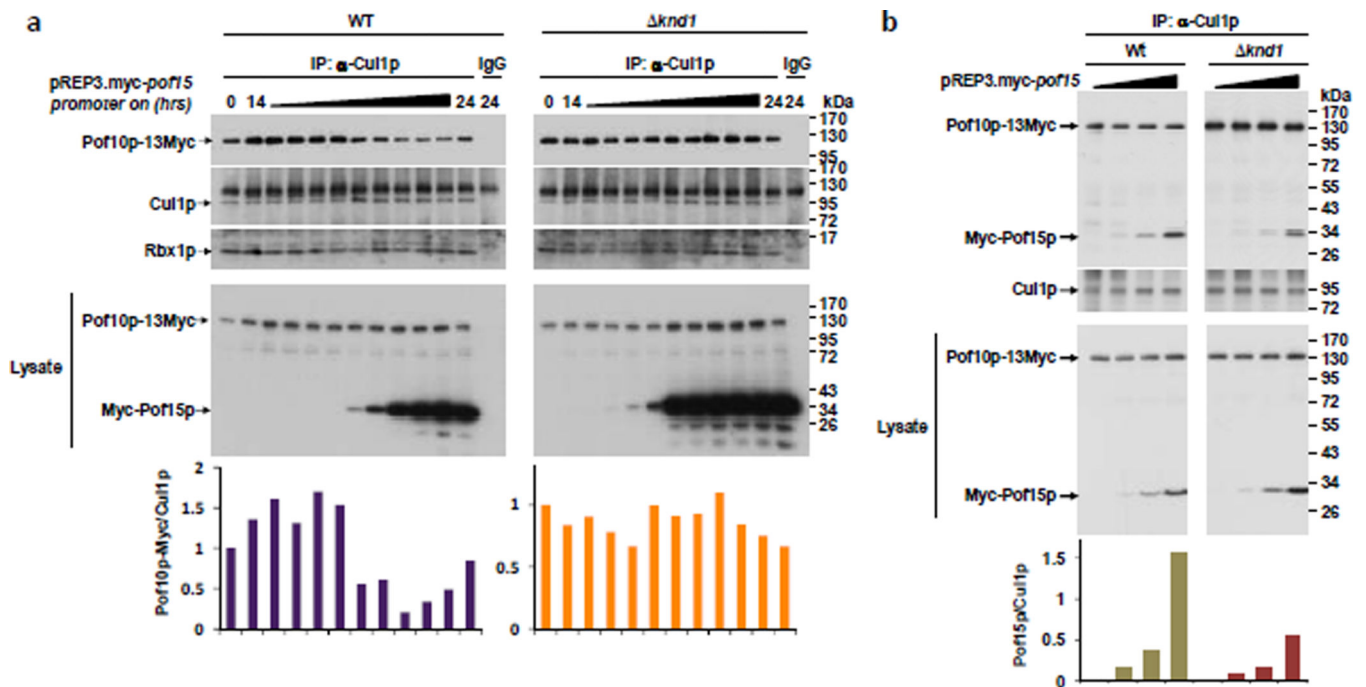 a
WT
Δknd1
IP: α-Cul1p
IgG
IP: α-Cul1p
IgG
pREP3.myc-pof15
promoter on (hrs)
0 14 24 24
0 14 24 24
kDa
Pof10p-13Myc
170
130
95
Cul1p
170
130
95
72
Rbx1p
17
Lysate
Pof10p-13Myc
170
130
95
72
Myc-Pof15p
43
34
26
Pof10p-Myc/Cul1p
2
1.5
1
0.5
0
1
0.5
0
b
IP: α-Cul1p
Wt
Δknd1
pREP3.myc-pof15
kDa
Pof10p-13Myc
170
130
95
72
55
43
Myc-Pof15p
34
26
Cul1p
95
72
Lysate
Pof10p-13Myc
170
130
95
72
55
43
Myc-Pof15p
34
26
Pof15p/Cul1p
1.5
1
0.5
0